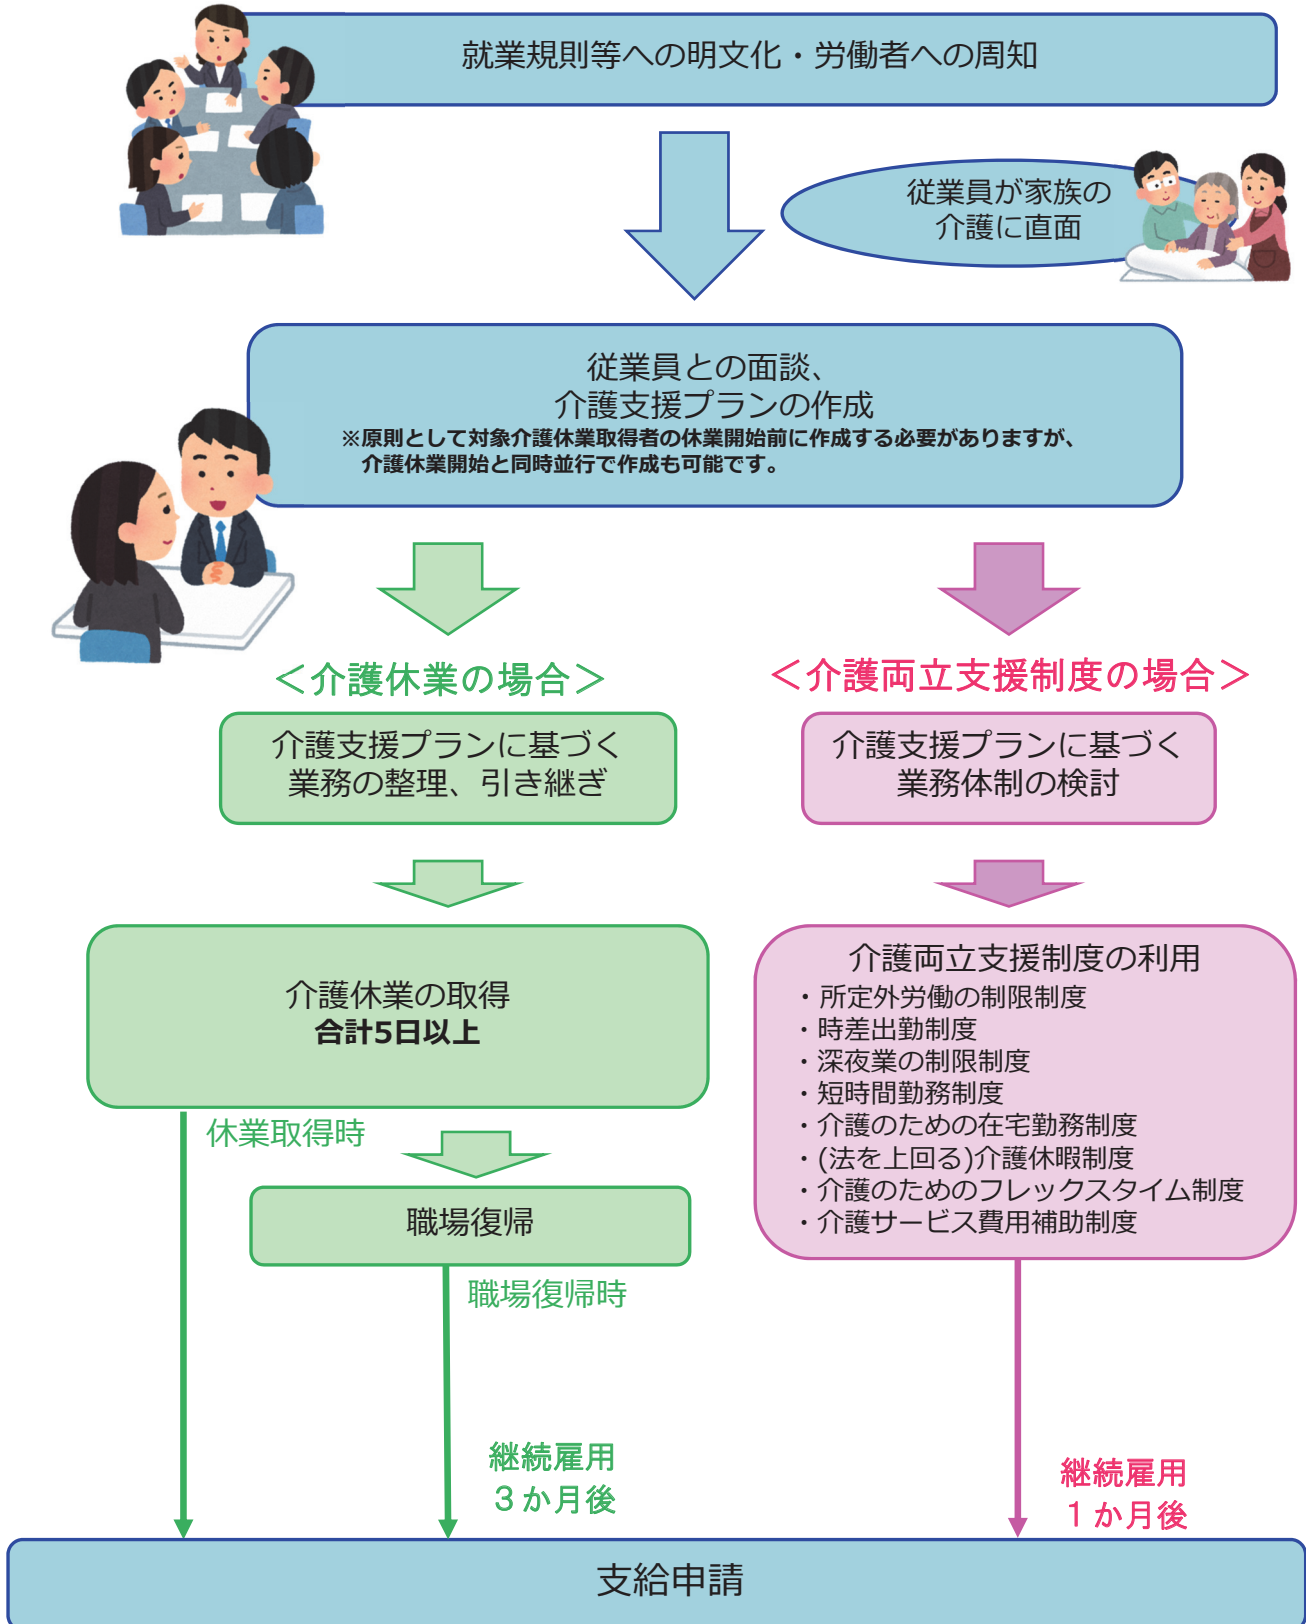 就業規則等への明文化・労働者への周知
従業員が家族の
介護に直面
従業員との面談、
介護支援プランの作成
※原則として対象介護休業取得者の休業開始前に作成する必要がありますが、
介護休業開始と同時並行で作成も可能です。
＜介護休業の場合＞
介護支援プランに基づく
業務の整理、引き継ぎ
介護休業の取得
合計5日以上
休業取得時
職場復帰
職場復帰時
継続雇用
３か月後
＜介護両立支援制度の場合＞
介護支援プランに基づく
業務体制の検討
介護両立支援制度の利用
・所定外労働の制限制度
・時差出勤制度
・深夜業の制限制度
・短時間勤務制度
・介護のための在宅勤務制度
・(法を上回る)介護休暇制度
・介護のためのフレックスタイム制度
・介護サービス費用補助制度
継続雇用
１か月後
支給申請